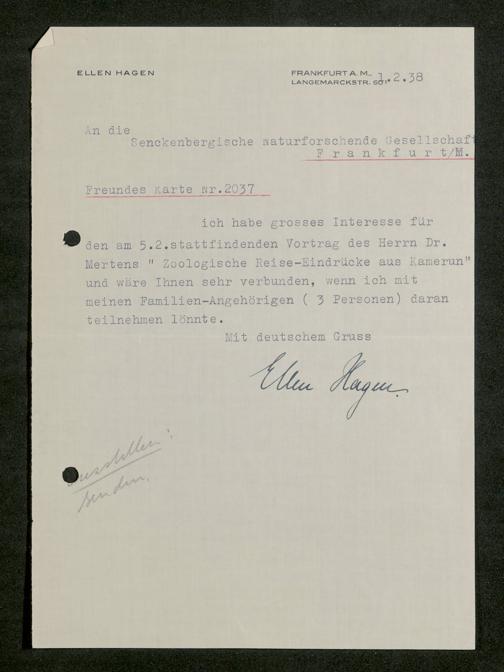 ELLEN HAGEN
FRANKFURT A. M., 1.2.38
LANGEMARCKSTR.
An die
Senckenbergische Naturforschende Gesellschaft
Frankfurt/M.
Freundes Karte Nr.2037
ich habe grosses Interesse für
den am 5.2.stattfindenden Vortrag des Herrn Dr.
Mertens " Zoologische Reise-Eindrücke aus Kamerun"
und wäre Ihnen sehr verbunden, wenn ich mit
meinen Familien-Angehörigen ( 3 Personen) daran
teilnehmen lönnte.
Mit deutschem Gruss
Ellen Hagen.
senden.